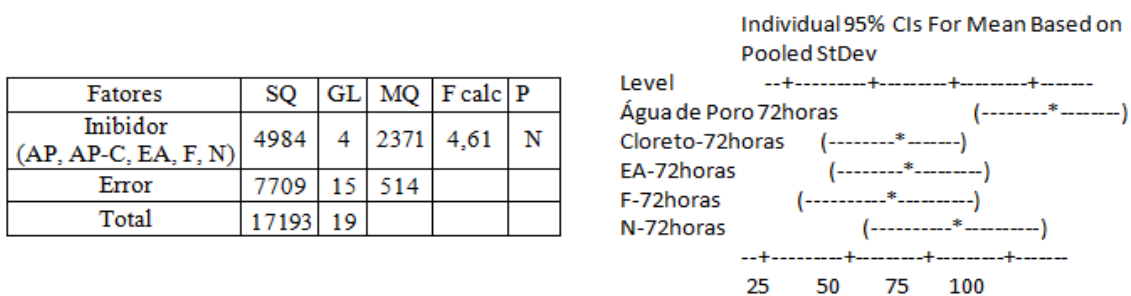 Fatores SQ GL MQ F calc P
Inibidor
(AP, AP-C, EA, F, N) 4984 4 2371 4,61 N
Error 7709 15 514
Total 17193 19
Individual 95% CIs For Mean Based on
Pooled StDev
Level --+---------+---------+---------+-------
Água de Poro 72horas (--------*--------)
Cloreto-72horas (--------*-------)
EA-72horas (--------*---------)
F-72horas (----------*----------)
N-72horas (----------*----------)
--+---------+---------+---------+-------
25 50 75 100